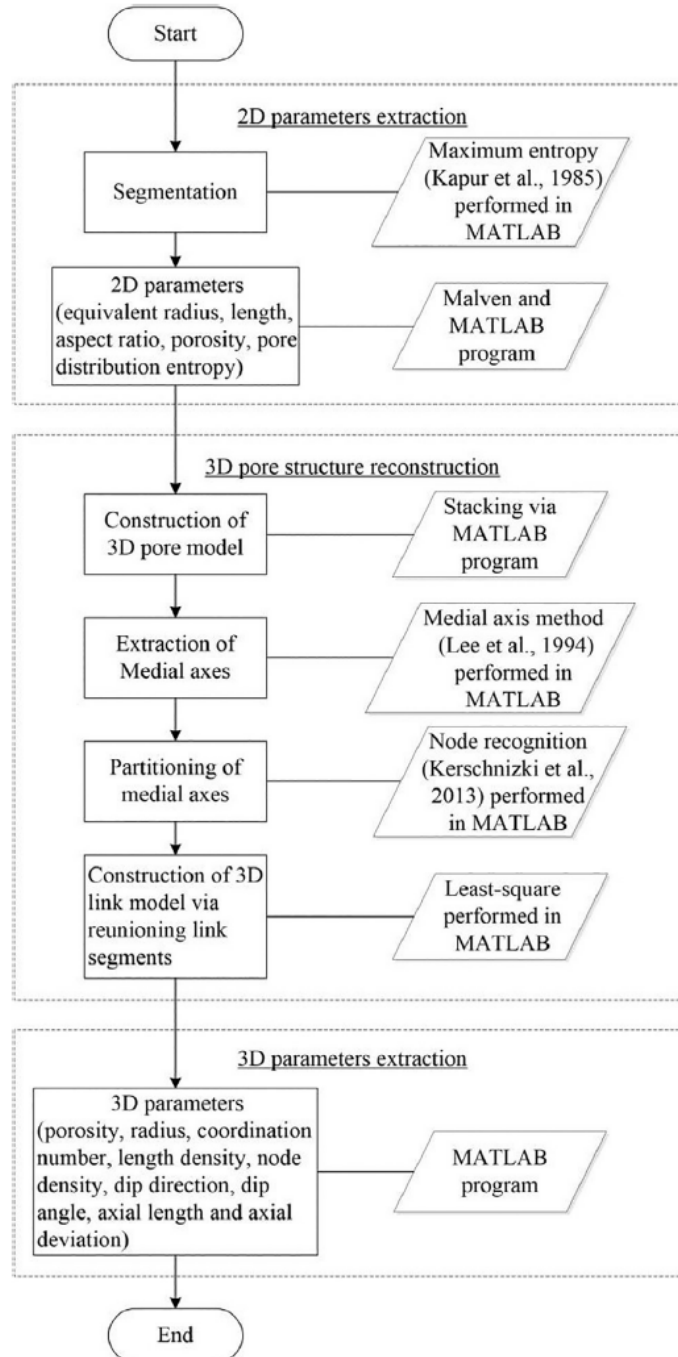 Start
2D parameters extraction
Segmentation
Maximum entropy
(Kapur et al., 1985)
performed in
MATLAB
2D parameters
(equivalent radius, length,
aspect ratio, porosity, pore
distribution entropy)
Malven and
MATLAB
program
3D pore structure reconstruction
Construction of
3D pore model
Stacking via
MATLAB
program
Extraction of
Medial axes
Medial axis method
(Lee et al., 1994)
performed in
MATLAB
Partitioning of
medial axes
Node recognition
(Kerschnizki et al.,
2013) performed
in MATLAB
Construction of 3D
link model via
reunioning link
segments
Least-square
performed in
MATLAB
3D parameters extraction
3D parameters
(porosity, radius, coordination
number, length density, node
density, dip direction, dip
angle, axial length and axial
deviation)
MATLAB
program
End